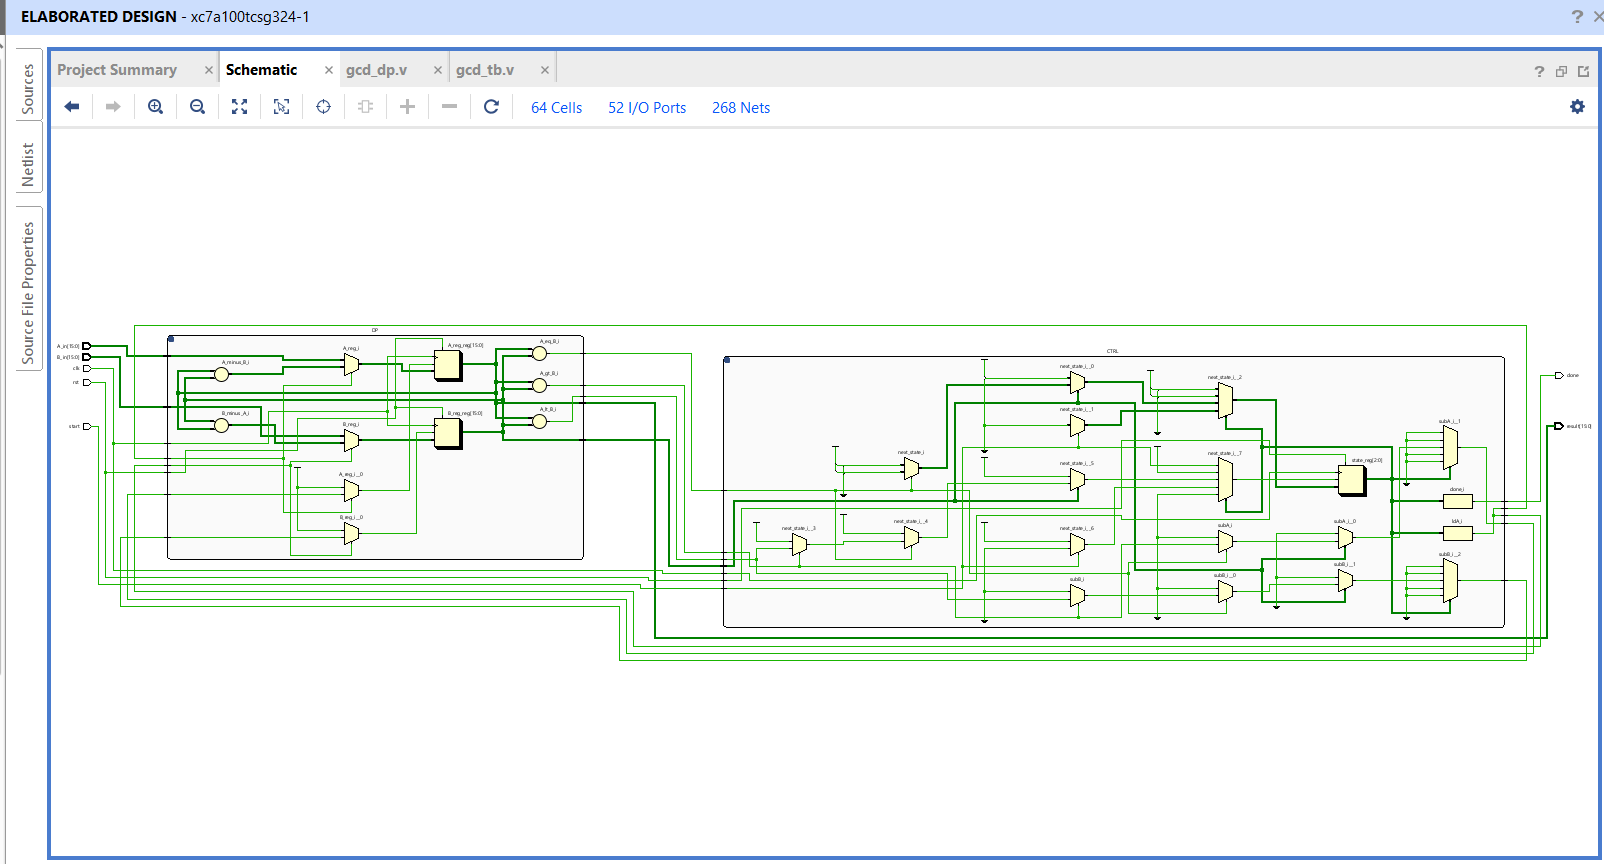 ELABORATED DESIGN - xc7a100tcsg324-1
Sources
Netlist
Source File Properties
Project Summary
Schematic
gcd_dp.v
gcd_tb.v
64 Cells
52 I/O Ports
268 Nets
DP
CTRL
A_in[15:0]
B_in[15:0]
clk
rst
start
A_minus_B_i
B_minus_A_i
A_reg_i
B_reg_i
A_reg_i__0
B_reg_i__0
A_reg_reg[15:0]
B_reg_reg[15:0]
A_eq_B_i
A_gt_B_i
A_lt_B_i
next_state_i
next_state_i__3
next_state_i__4
next_state_i__0
next_state_i__1
next_state_i__5
next_state_i__6
subB_i
next_state_i__2
next_state_i__7
subA_i
subB_i__0
state_reg[2:0]
subA_i__0
subB_i__1
subA_i__1
done_i
ldA_i
subB_i__2
done
result[15:0]